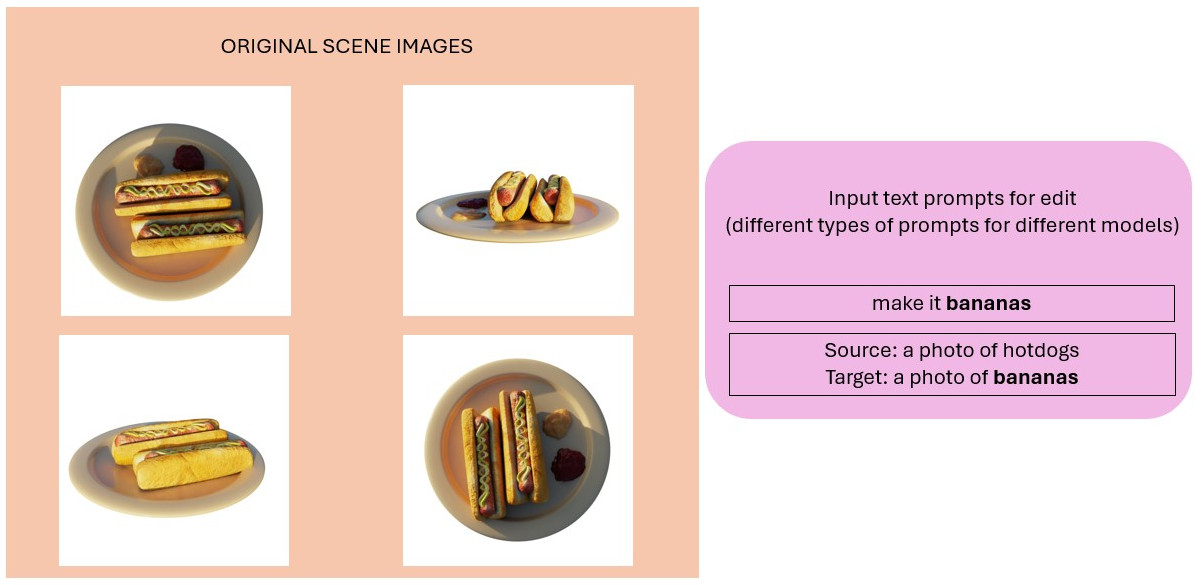 ORIGINAL SCENE IMAGES
Input text prompts for edit
(different types of prompts for different models)
make it bananas
Source: a photo of hotdogs
Target: a photo of bananas